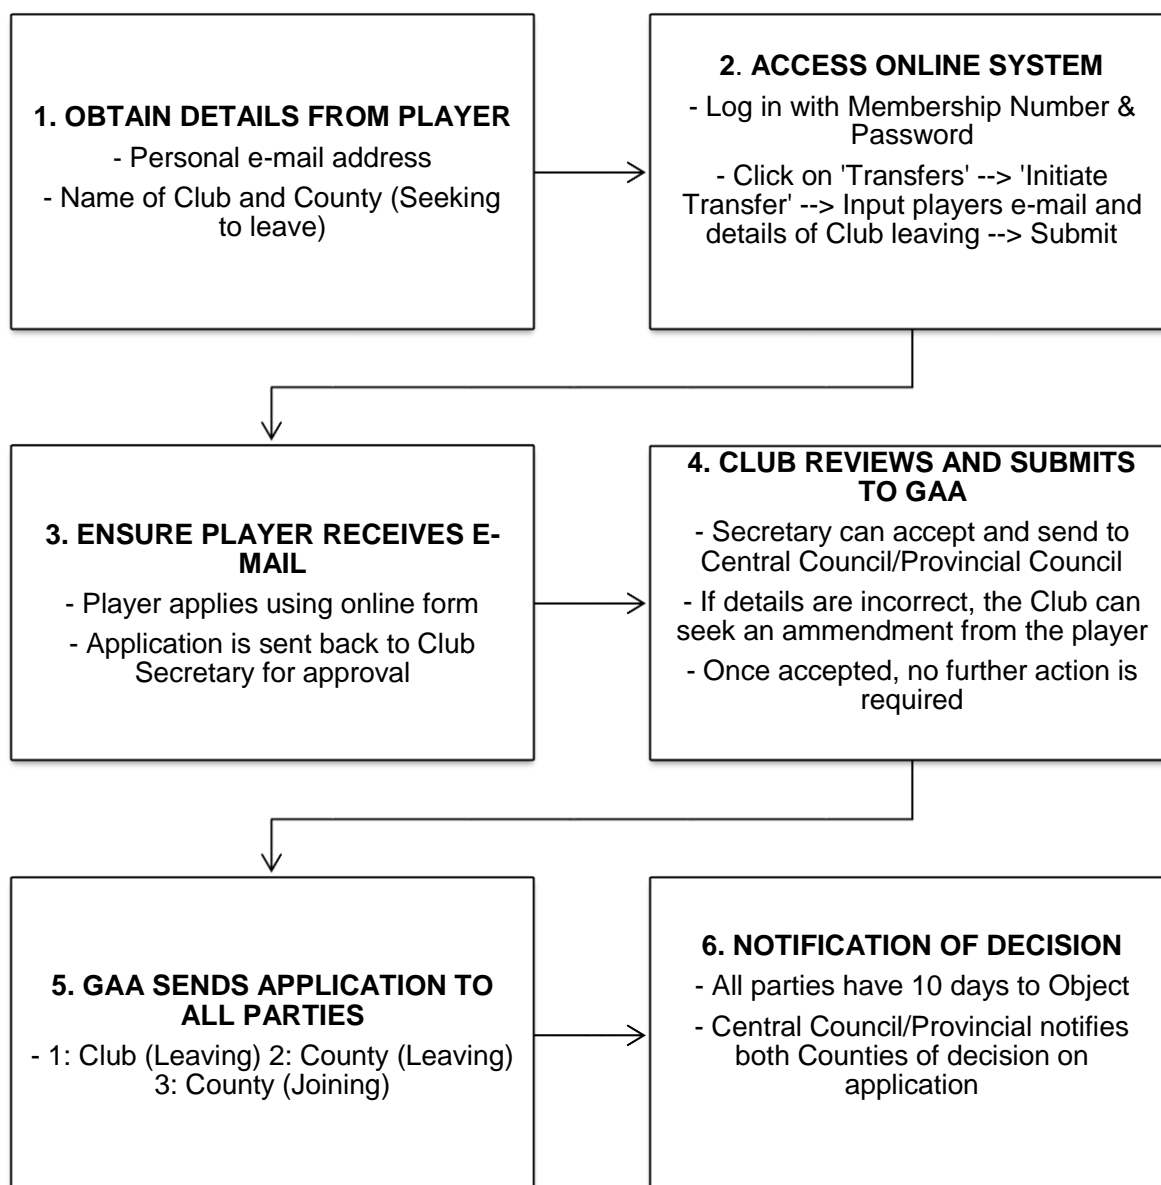 1. OBTAIN DETAILS FROM PLAYER
- Personal e-mail address
- Name of Club and County (Seeking
to leave)
2. ACCESS ONLINE SYSTEM
- Log in with Membership Number &
Password
- Click on 'Transfers' --> 'Initiate
Transfer' --> Input players e-mail and
details of Club leaving --> Submit
3. ENSURE PLAYER RECEIVES E-
MAIL
- Player applies using online form
- Application is sent back to Club
Secretary for approval
4. CLUB REVIEWS AND SUBMITS
TO GAA
- Secretary can accept and send to
Central Council/Provincial Council
- If details are incorrect, the Club can
seek an ammendment from the player
- Once accepted, no further action is
required
5. GAA SENDS APPLICATION TO
ALL PARTIES
- 1: Club (Leaving) 2: County (Leaving)
3: County (Joining)
6. NOTIFICATION OF DECISION
- All parties have 10 days to Object
- Central Council/Provincial notifies
both Counties of decision on
application